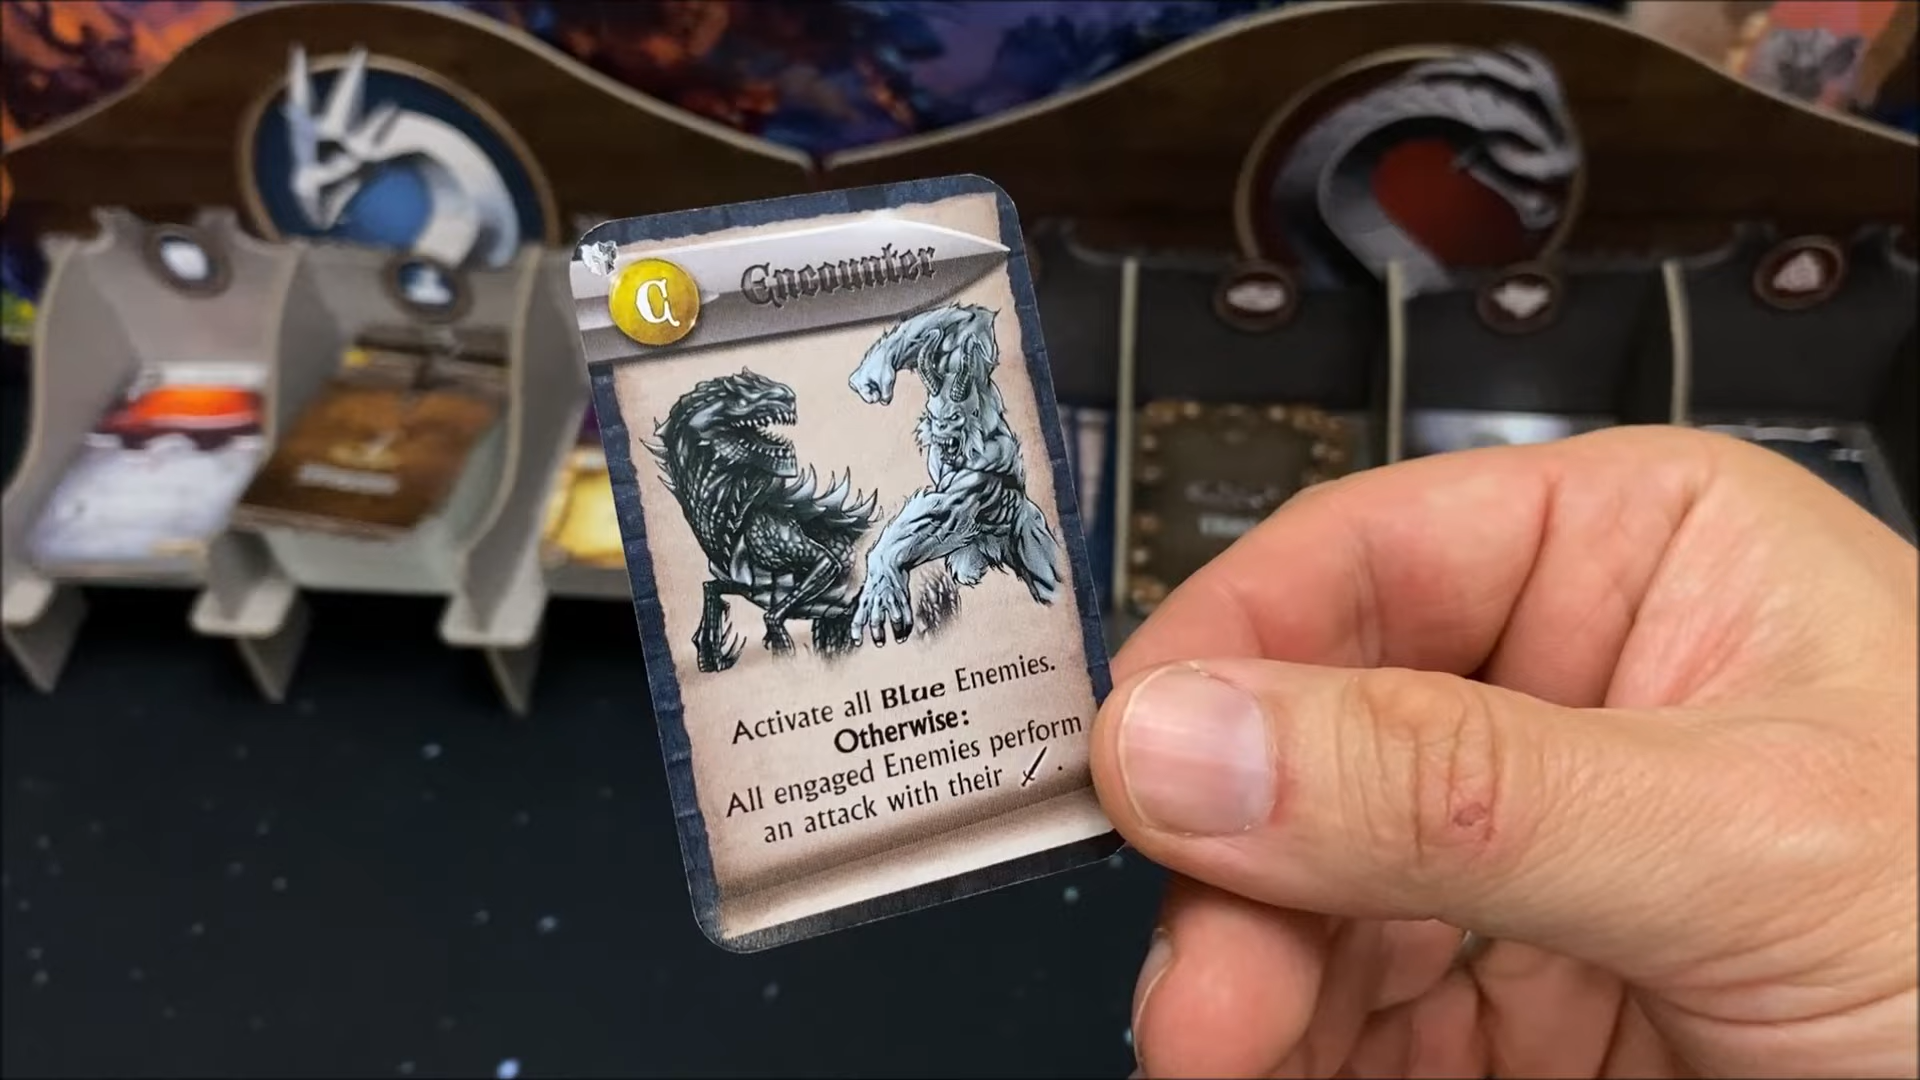 C
Encounter
Activate all Blue Enemies.
Otherwise:
All engaged Enemies perform
an attack with their .